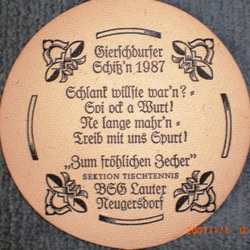 Gierschdurfer
Schiß'n 1987
Schlank willste war'n? -
Soi ock a Wurt!
Ne lange mahr'n -
Treib mit uns Spurt!
„Zum fröhlichen Zecher"
SEKTION TISCHTENNIS
BSG Lauter
Neugersdorf